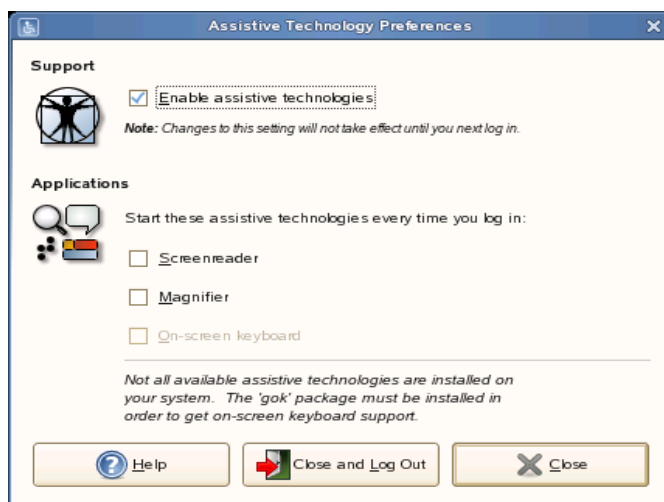 Assistive Technology Preferences
Support
Enable assistive technologies
Note: Changes to this setting will not take effect until you next log in.
Applications
Start these assistive technologies every time you log in:
Screenreader
Magnifier
On-screen keyboard
Not all available assistive technologies are installed on
your system. The 'gok' package must be installed in
order to get on-screen keyboard support.
Help
Close and Log Out
Close